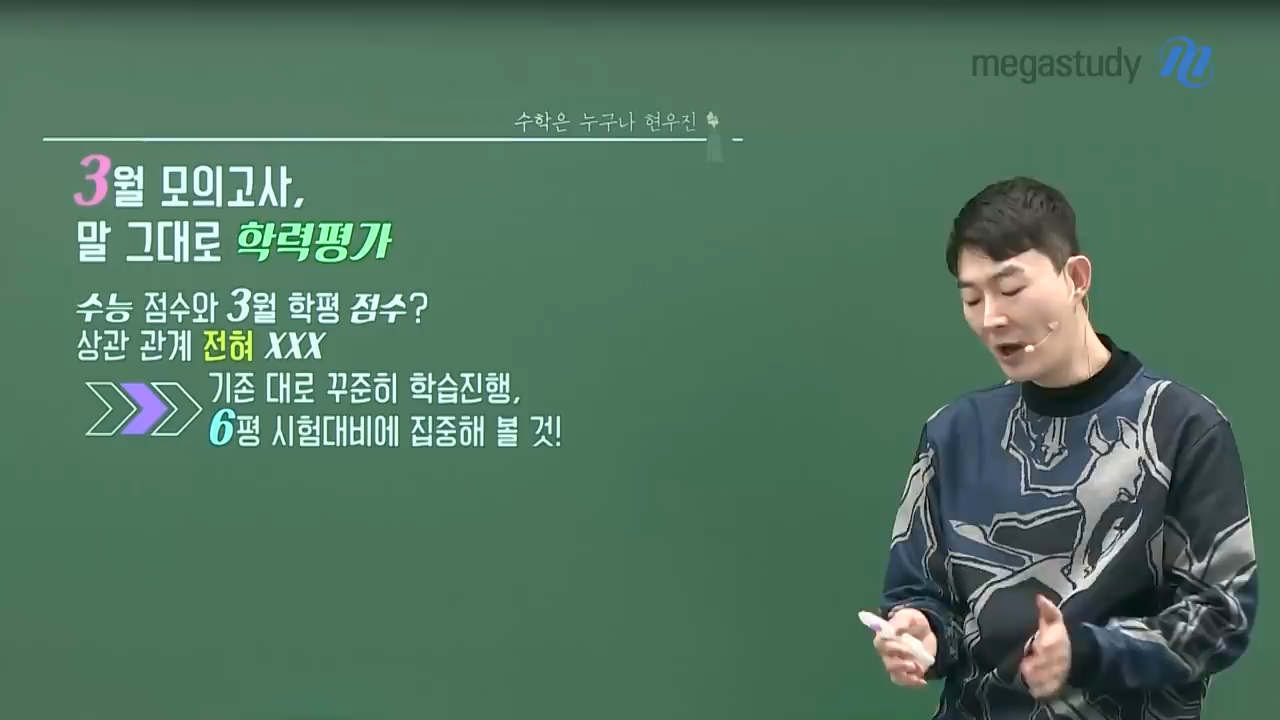 megastudy
수학은 누구나 현우진
3월 모의고사,
말 그대로 학력평가
수능 점수와 3월 학평 점수?
상관 관계 전혀 XXX
기존 대로 꾸준히 학습진행,
6평 시험대비에 집중해 볼 것!